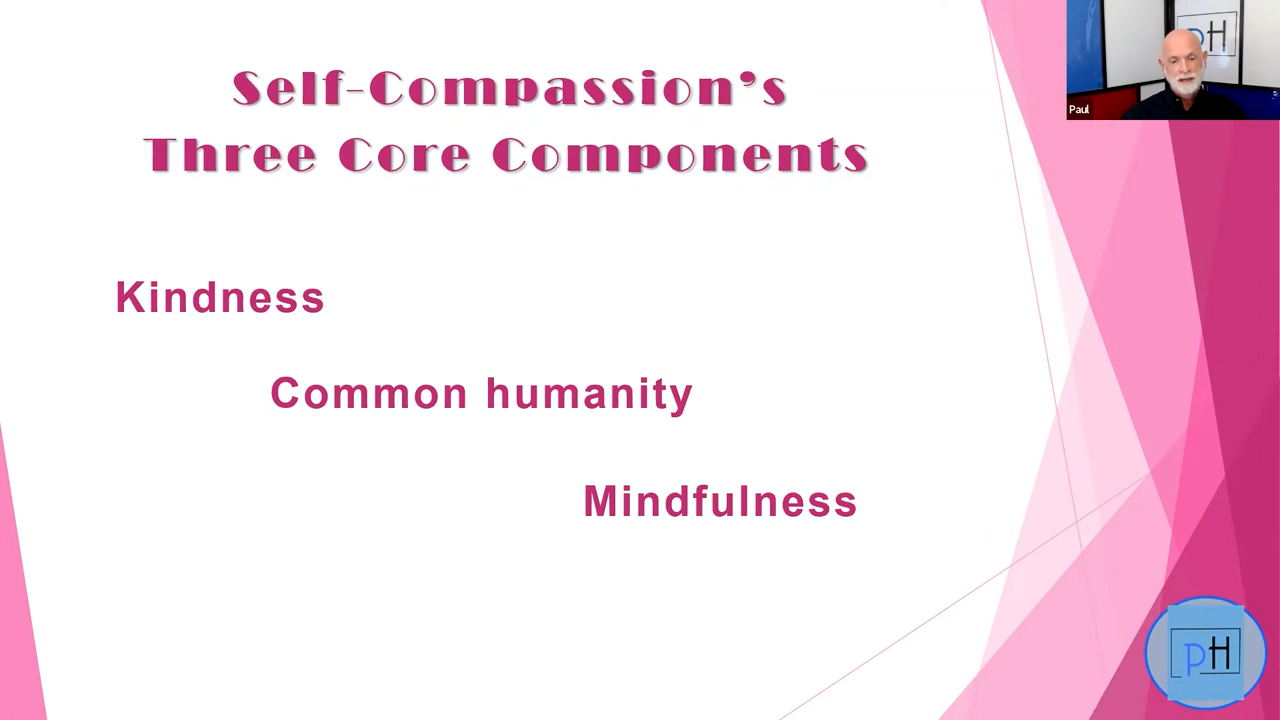 Self-Compassion’s
Three Core Components
Kindness
Common humanity
Mindfulness
Paul
pH
pH